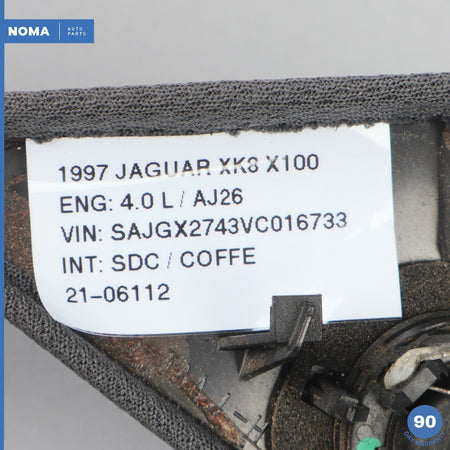 NOMA
AUTO
PARTS
1997 JAGUAR XK8 X100
ENG: 4.0 L / AJ26
VIN: SAJGX2743VC016733
INT: SDC / COFFE
21-06112
90